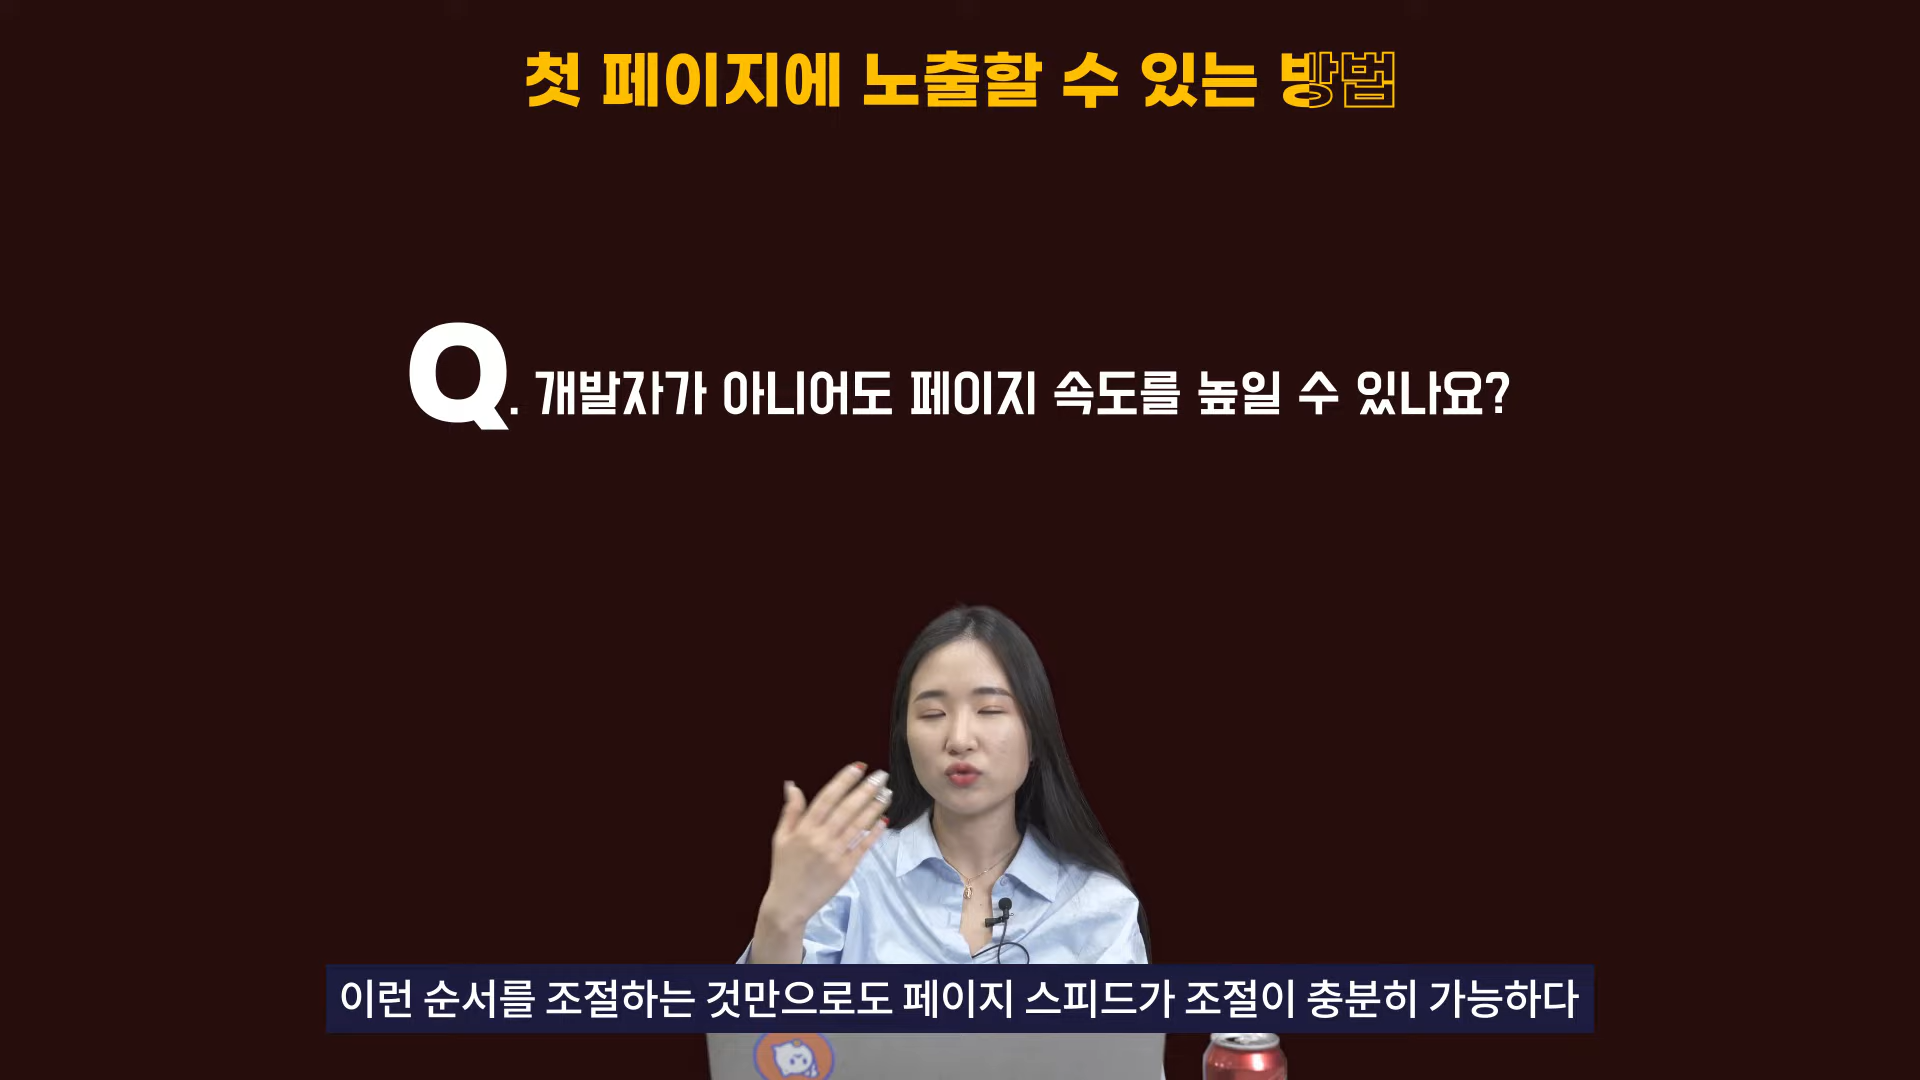 첫 페이지에 노출할 수 있는 방법
Q. 개발자가 아니어도 페이지 속도를 높일 수 있나요?
이런 순서를 조절하는 것만으로도 페이지 스피드가 조절이 충분히 가능하다